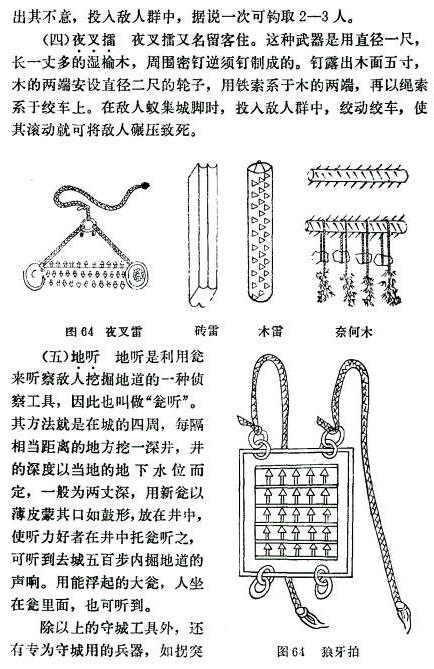 出其不意，投入敌人群中，据说一次可钩取2—3人。
（四）夜叉擂　夜叉擂又名留客住。这种武器是用直径一尺，
长一丈多的湿榆木，周围密钉逆须钉制成的。钉露出木面五寸，
木的两端安设直径二尺的轮子，用铁索系于木的两端，再以绳索
系于绞车上。在敌人蚁集城脚时，投入敌人群中，绞动绞车，使
其滚动就可将敌人碾压致死。
图64　夜叉雷
砖雷
木雷
奈何木
（五）地听　地听是利用瓮
来听察敌人挖掘地道的一种侦
察工具，因此也叫做“瓮听”。
其方法就是在城的四周，每隔
相当距离的地方挖一深井，井
的深度以当地的地下水位而
定，一般为两丈深，用新瓮以
薄皮蒙其口如鼓形，放在井中，
使听力好者在井中托瓮听之，
可听到去城五百步内掘地道的
声响。用能浮起的大瓮，人坐
在瓮里面，也可听到。
除以上的守城工具外，还
有专为守城用的兵器，如拐突
图64　狼牙拍